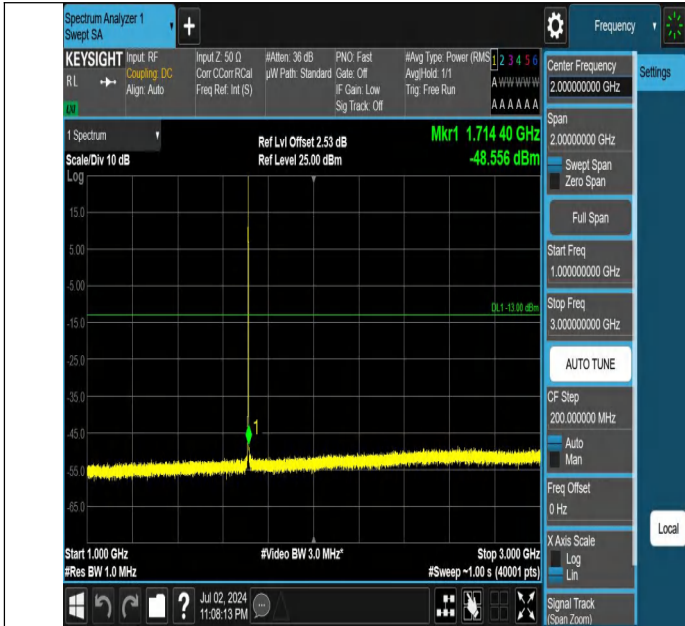 Spectrum Analyzer 1
Swept SA
+
Frequency
KEYSIGHT
RL
Input: RF
Coupling: DC
Align: Auto
Input Z: 50 Ω
Corr CCorr RCal
Freq Ref: Int (S)
#Atten: 36 dB
µW Path: Standard
PNO: Fast
Gate: Off
IF Gain: Low
Sig Track: Off
#Avg Type: Power (RMS
Avg|Hold: 1/1
Trig: Free Run
1 2 3 4 5 6
A W W W W W
A A A A A A
1 Spectrum
Scale/Div 10 dB
Log
Ref Lvl Offset 2.53 dB
Ref Level 25.00 dBm
Mkr1 1.714 40 GHz
-48.556 dBm
15.0
5.00
-5.00
-15.0
-25.0
-35.0
-45.0
-55.0
-65.0
DL1 -13.00 dBm
1
Start 1.000 GHz
#Res BW 1.0 MHz
#Video BW 3.0 MHz*
Stop 3.000 GHz
#Sweep ~1.00 s (40001 pts)
Center Frequency
2.000000000 GHz
Settings
Span
2.00000000 GHz
Swept Span
Zero Span
Full Span
Start Freq
1.000000000 GHz
Stop Freq
3.000000000 GHz
AUTO TUNE
CF Step
200.000000 MHz
Auto
Man
Freq Offset
0 Hz
X Axis Scale
Log
Lin
Local
Signal Track
(Span Zoom)
?
Jul 02, 2024
11:08:13 PM